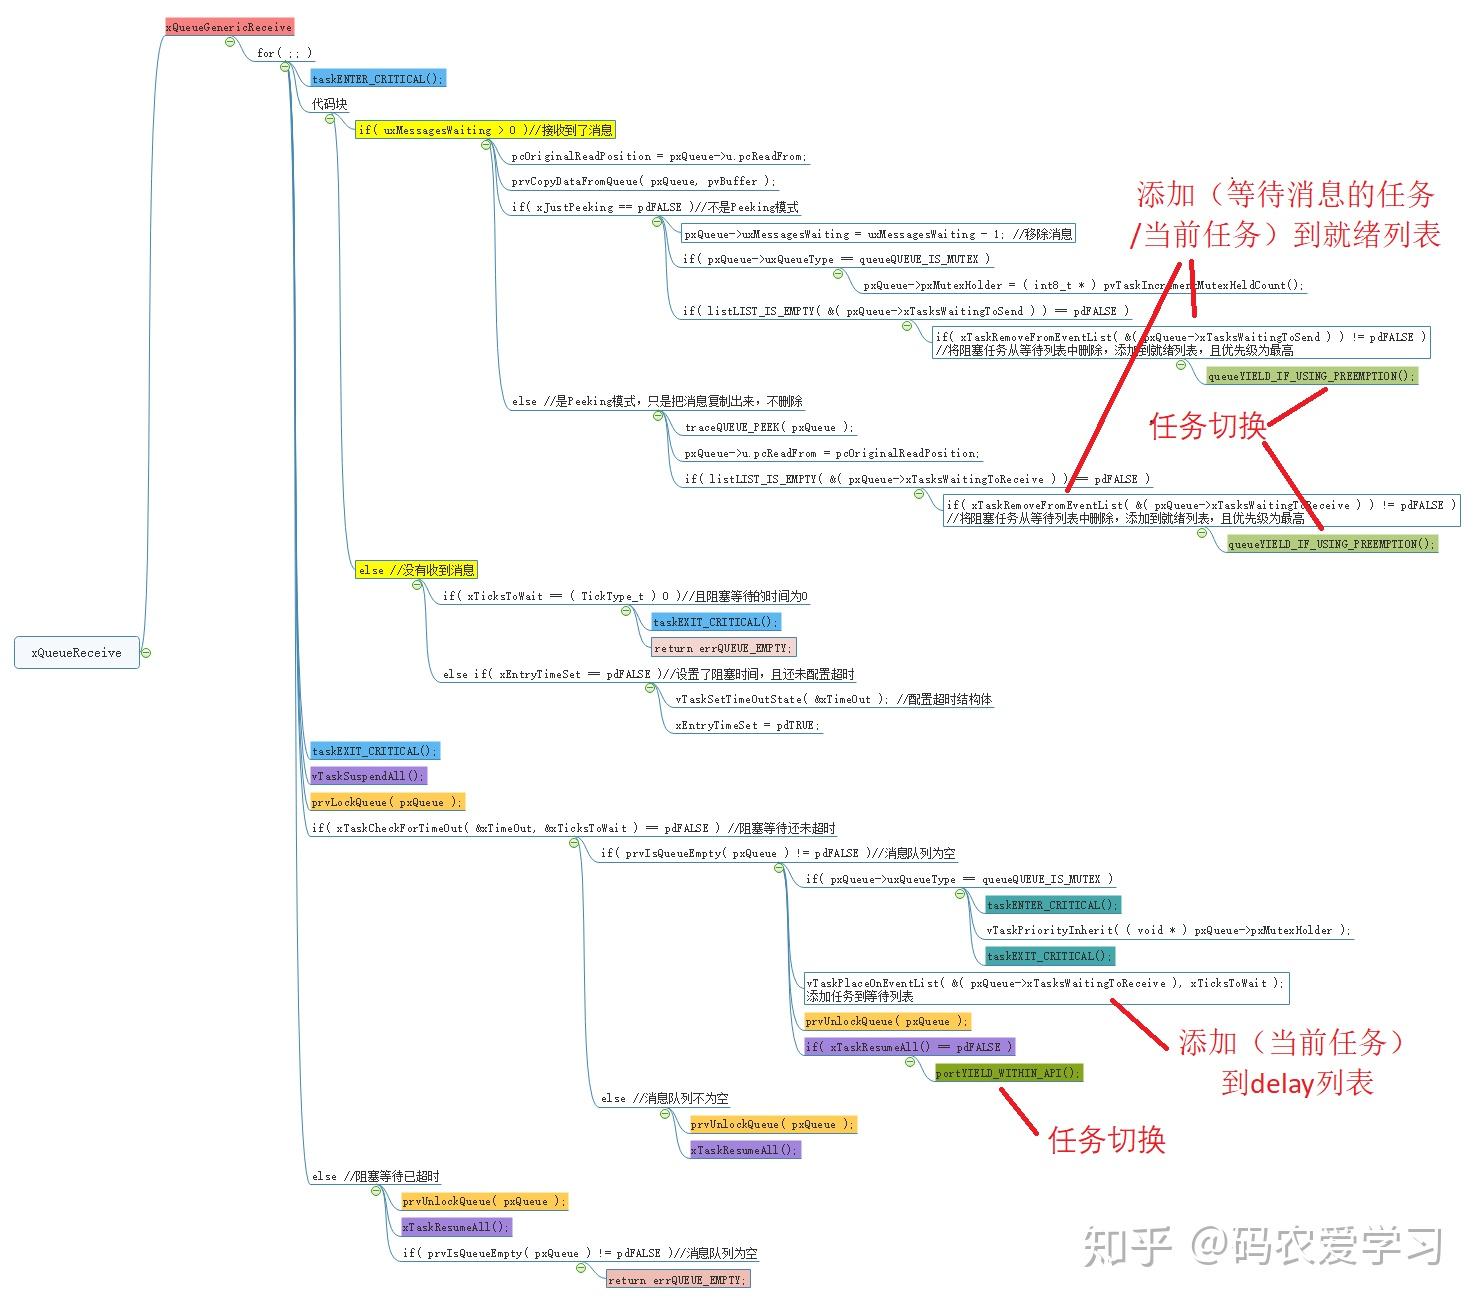 xQueueGenericReceive
for( ;; )
taskENTER_CRITICAL();
代码块
if( uxMessagesWaiting > 0 )//接收到了消息
pcOriginalReadPosition = pxQueue->u.pcReadFrom;
prvCopyDataFromQueue( pxQueue, pvBuffer );
if( xJustPeeking == pdFALSE )//不是Peeking模式
pxQueue->uxMessagesWaiting = uxMessagesWaiting - 1; //移除消息
if( pxQueue->uxQueueType == queueQUEUE_IS_MUTEX )
pxQueue->pxMutexHolder = ( int8_t * ) pvTaskIncrementMutexHeldCount();
if( listLIST_IS_EMPTY( &( pxQueue->xTasksWaitingToSend ) ) == pdFALSE )
if( xTaskRemoveFromEventList( &( pxQueue->xTasksWaitingToSend ) ) != pdFALSE )
//将阻塞任务从等待列表中删除，添加到就绪列表，且优先级为最高
queueYIELD_IF_USING_PREEMPTION();
添加（等待消息的任务
/当前任务）到就绪列表
else //是Peeking模式，只是把消息复制出来，不删除
traceQUEUE_PEEK( pxQueue );
任务切换
pxQueue->u.pcReadFrom = pcOriginalReadPosition;
if( listLIST_IS_EMPTY( &( pxQueue->xTasksWaitingToReceive ) ) == pdFALSE )
if( xTaskRemoveFromEventList( &( pxQueue->xTasksWaitingToReceive ) ) != pdFALSE )
//将阻塞任务从等待列表中删除，添加到就绪列表，且优先级为最高
queueYIELD_IF_USING_PREEMPTION();
else //没有收到消息
if( xTicksToWait == ( TickType_t ) 0 )//且阻塞等待的时间为0
taskEXIT_CRITICAL();
return errQUEUE_EMPTY;
xQueueReceive
else if( xEntryTimeSet == pdFALSE )//设置了阻塞时间，且还未配置超时
vTaskSetTimeOutState( &xTimeOut ); //配置超时结构体
xEntryTimeSet = pdTRUE;
taskEXIT_CRITICAL();
vTaskSuspendAll();
prvLockQueue( pxQueue );
if( xTaskCheckForTimeOut( &xTimeOut, &xTicksToWait ) == pdFALSE ) //阻塞等待还未超时
if( prvIsQueueEmpty( pxQueue ) != pdFALSE )//消息队列为空
if( pxQueue->uxQueueType == queueQUEUE_IS_MUTEX )
taskENTER_CRITICAL();
vTaskPriorityInherit( ( void * ) pxQueue->pxMutexHolder );
taskEXIT_CRITICAL();
vTaskPlaceOnEventList( &( pxQueue->xTasksWaitingToReceive ), xTicksToWait );
添加任务到等待列表
prvUnlockQueue( pxQueue );
if( xTaskResumeAll() == pdFALSE )
portYIELD_WITHIN_API();
添加（当前任务）
到delay列表
else //消息队列不为空
prvUnlockQueue( pxQueue );
xTaskResumeAll();
任务切换
else //阻塞等待已超时
prvUnlockQueue( pxQueue );
xTaskResumeAll();
if( prvIsQueueEmpty( pxQueue ) != pdFALSE )//消息队列为空
return errQUEUE_EMPTY;
知乎 @码农爱学习